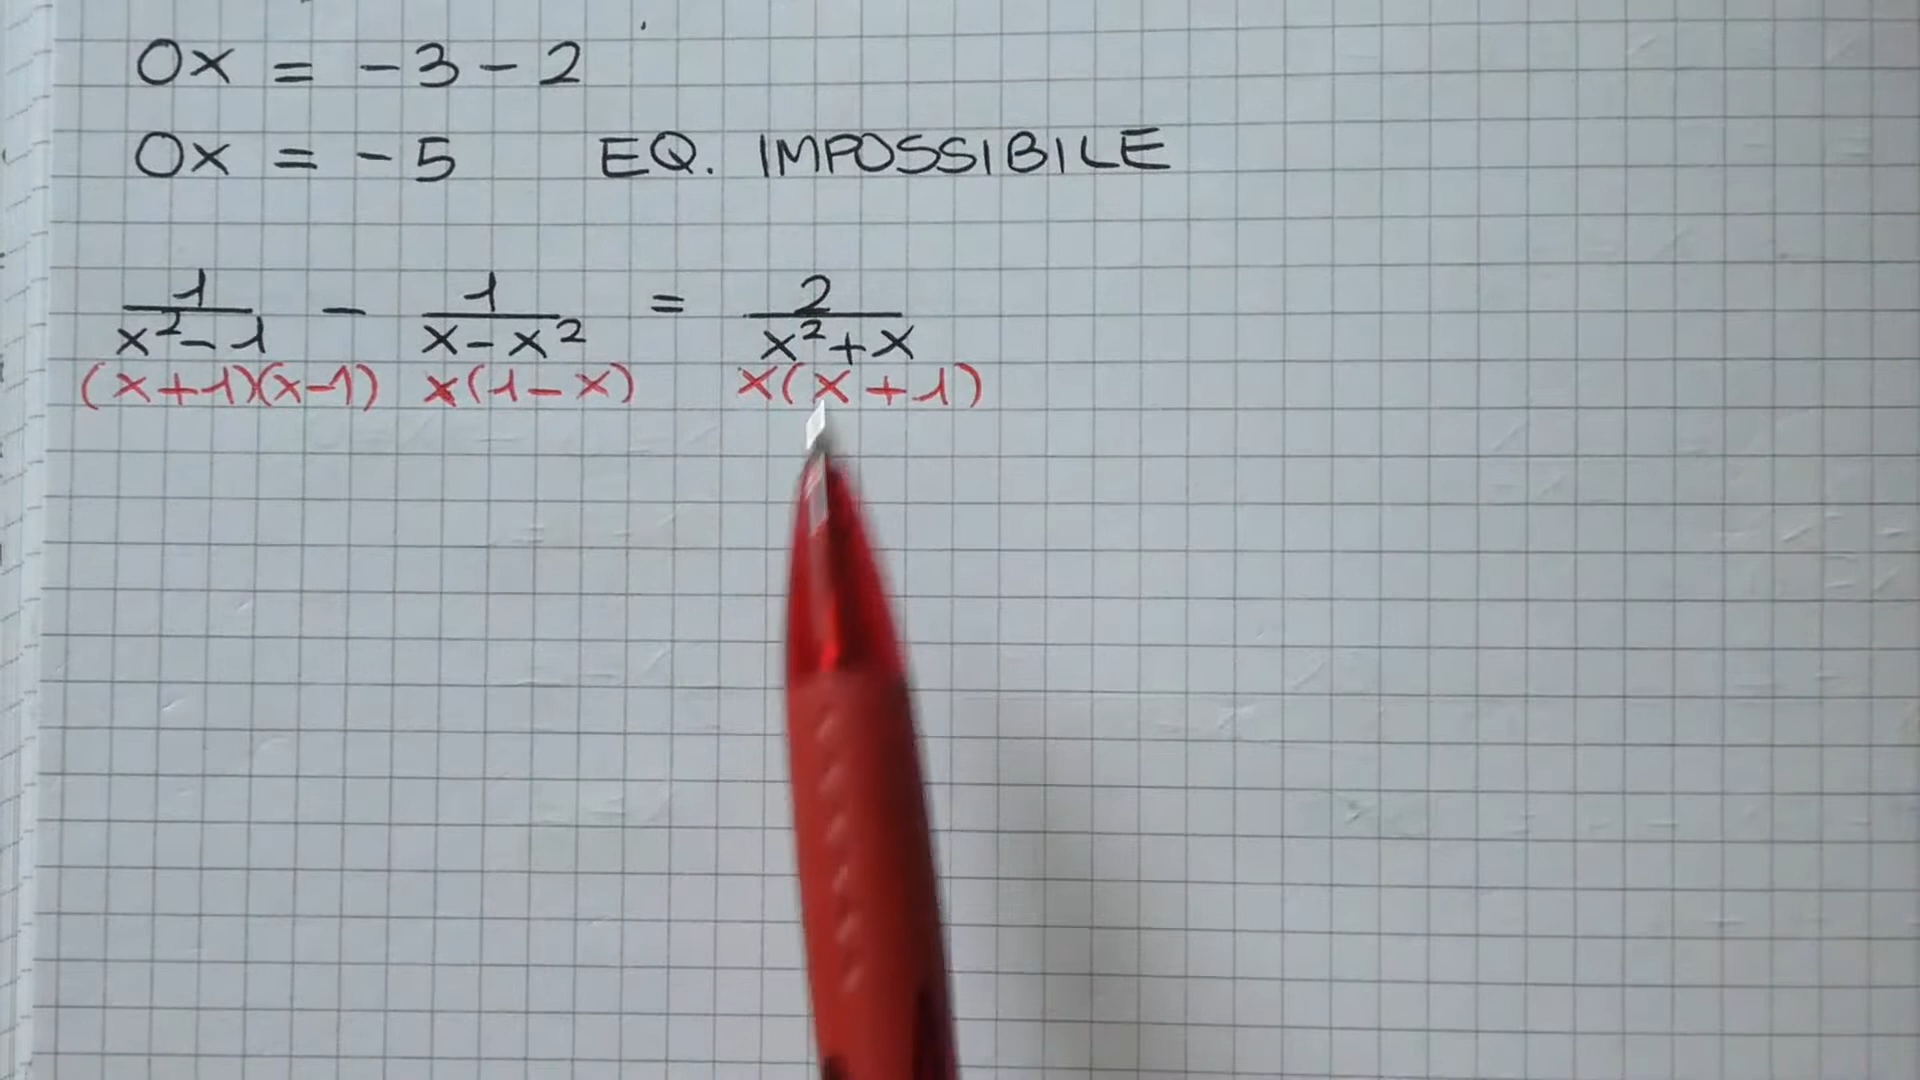 0x = -3-2
0x = -5 EQ. IMPOSSIBILE
1/(x²-1) - 1/(x-x²) = 2/(x²+x)
(x+1)(x-1) x(1-x) x(x+1)